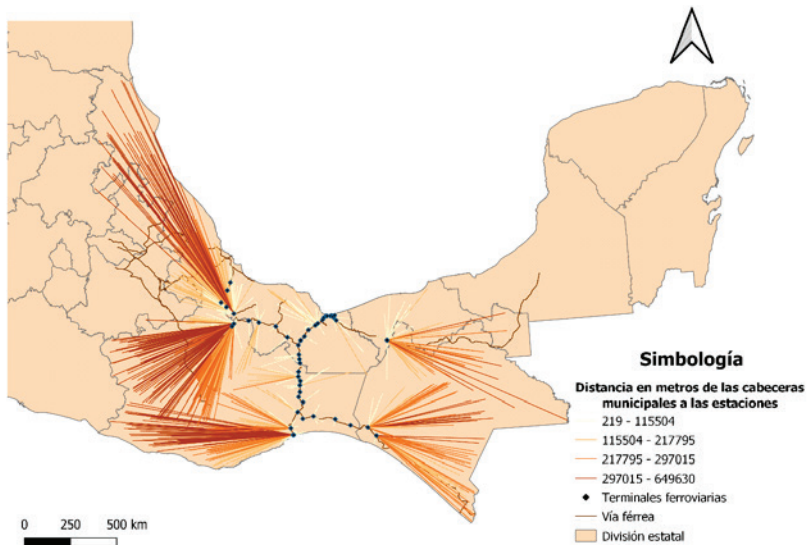 Simbología
Distancia en metros de las cabeceras
municipales a las estaciones
219 - 115504
115504 - 217795
217795 - 297015
297015 - 649630
Terminales ferroviarias
Vía férrea
División estatal
0 250 500 km